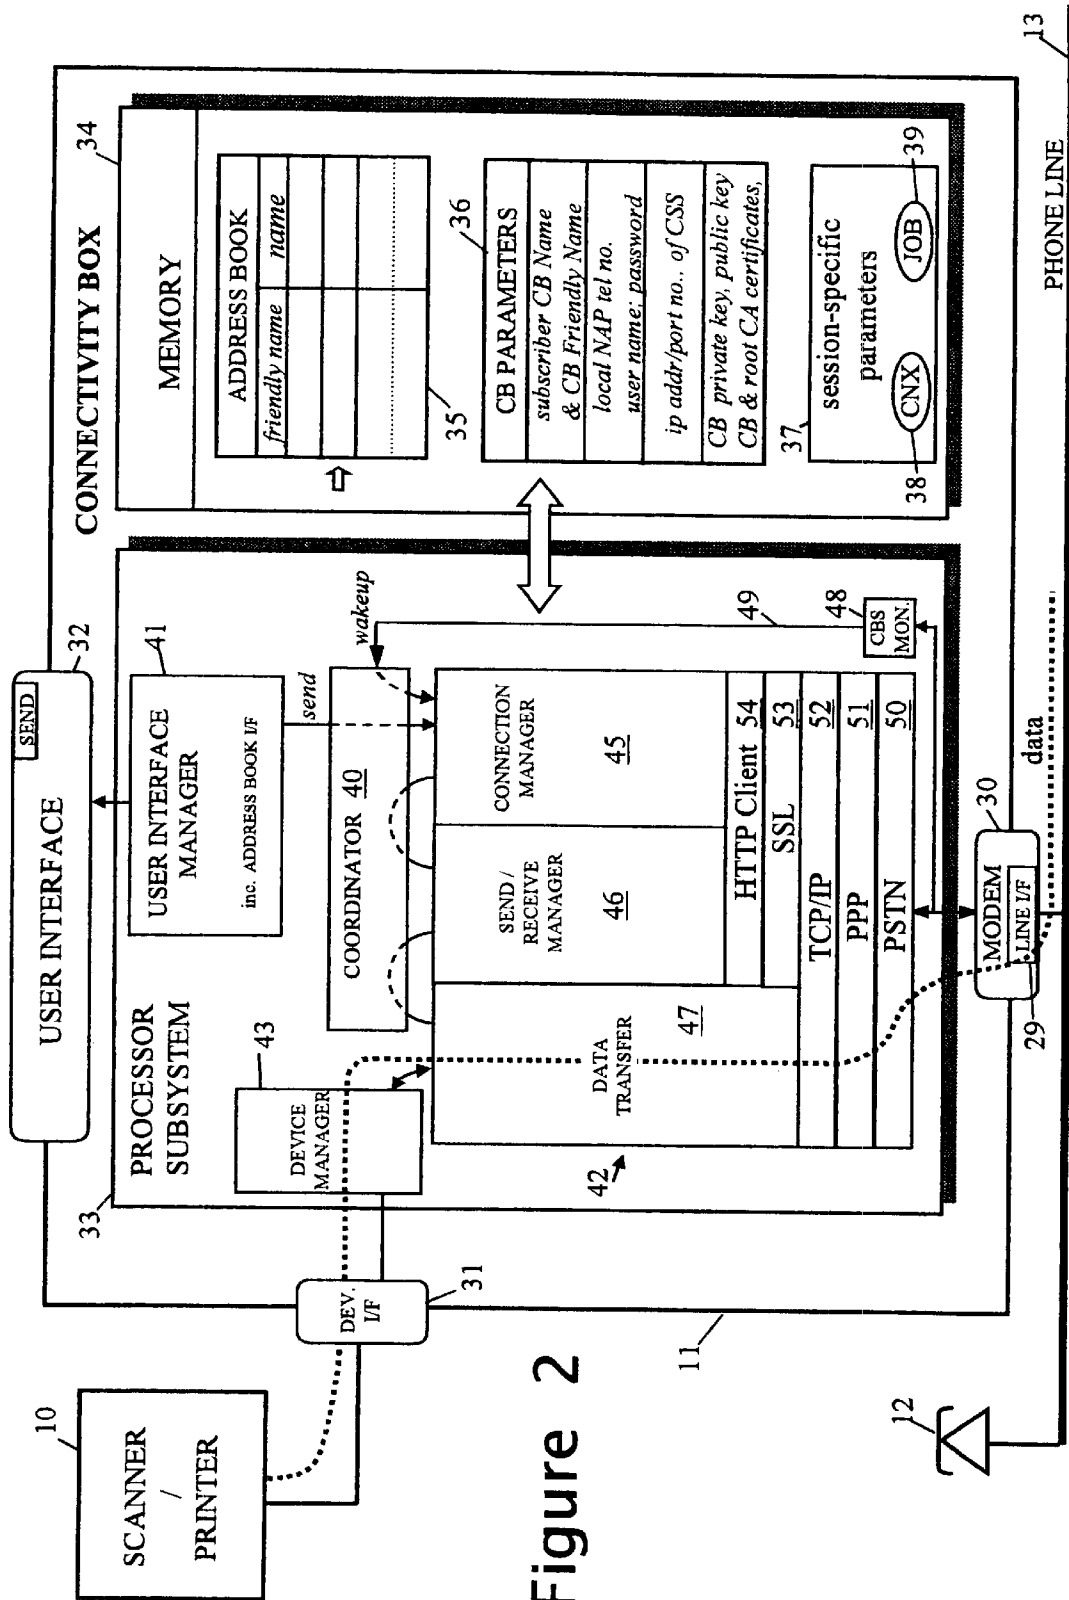 CONNECTIVITY BOX
10
SCANNER
/
PRINTER
USER INTERFACE
SEND
32
33
PROCESSOR
SUBSYSTEM
USER INTERFACE
MANAGER
inc. ADDRESS BOOK I/F
41
send
wakeup
43
DEVICE
MANAGER
COORDINATOR 40
DEV.
I/F
31
42
DATA
TRANSFER
47
SEND /
RECEIVE
MANAGER
46
CONNECTION
MANAGER
45
HTTP Client 54
SSL 53
TCP/IP 52
PPP 51
PSTN 50
49
48
CBS
MON.
34
MEMORY
ADDRESS BOOK
friendly name name
35
36
CB PARAMETERS
subscriber CB Name
& CB Friendly Name
local NAP tel no.
user name; password
ip addr/port no., of CSS
CB private key, public key
CB & root CA certificates,
37
session-specific
parameters
38
CNX
JOB
39
11
12
29
MODEM
LINE I/F
30
data
PHONE LINE
13
Figure 2